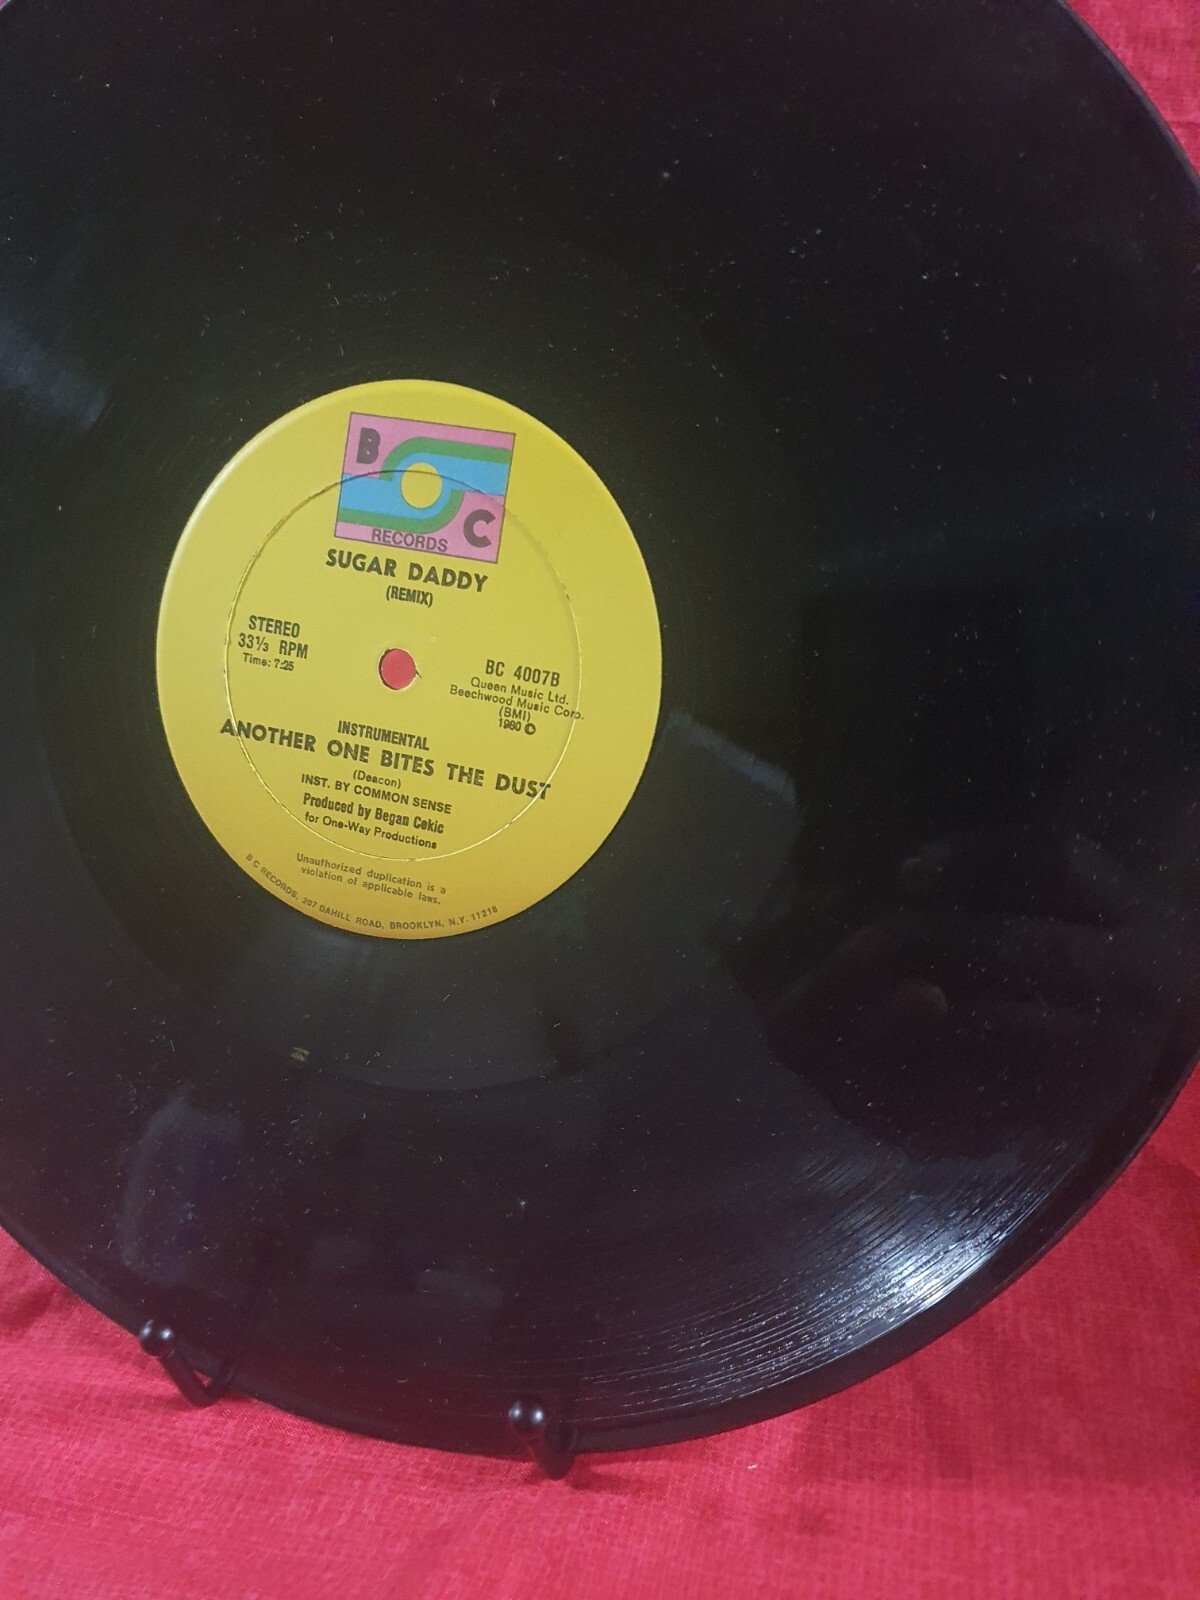 B
C
RECORDS
SUGAR DADDY
(REMIX)
STEREO
33⅓ RPM
Time: 7:25
BC 4007B
Queen Music Ltd.
Beechwood Music Corp.
(BMI)
1980 ©
INSTRUMENTAL
ANOTHER ONE BITES THE DUST
(Deacon)
INST. BY COMMON SENSE
Produced by Began Cekic
for One-Way Productions
Unauthorized duplication is a
violation of applicable laws.
B C RECORDS, 207 DAHILL ROAD, BROOKLYN, N.Y. 11218